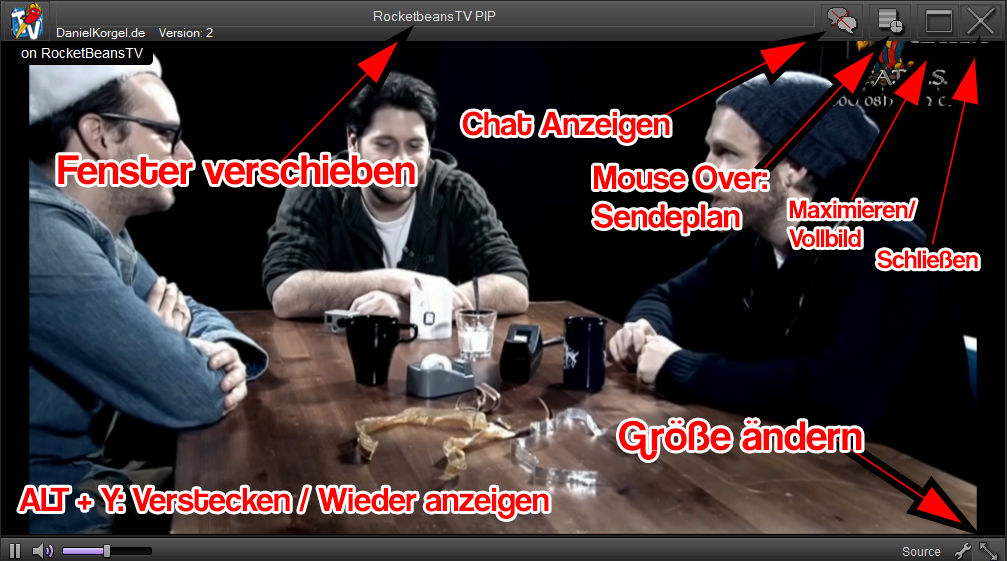 RocketbeansTV PIP
TV
DanielKorgel.de Version: 2
on RocketBeansTV
Chat Anzeigen
Fenster verschieben
Mouse Over:
Sendeplan
Maximieren/
Vollbild
Schließen
Größe ändern
ALT + Y: Verstecken / Wieder anzeigen
Source